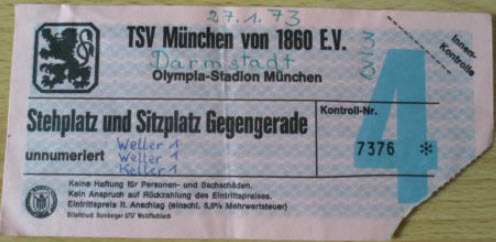 27.1.73
TSV München von 1860 E.V.
Darmstadt
Olympia-Stadion München
Innen-
Kontrolle
4
Stehplatz und Sitzplatz Gegengerade
Kontroll-Nr.
7376 *
unnumeriert
Weller 1
Weller 1
Keller 1
Keine Haftung für Personen- und Sachschäden.
Kein Anspruch auf Rückzahlung des Eintrittspreises.
Eintrittspreis lt. Anschlag (einschl. 5,5% Mehrwertsteuer)
Billettdruck